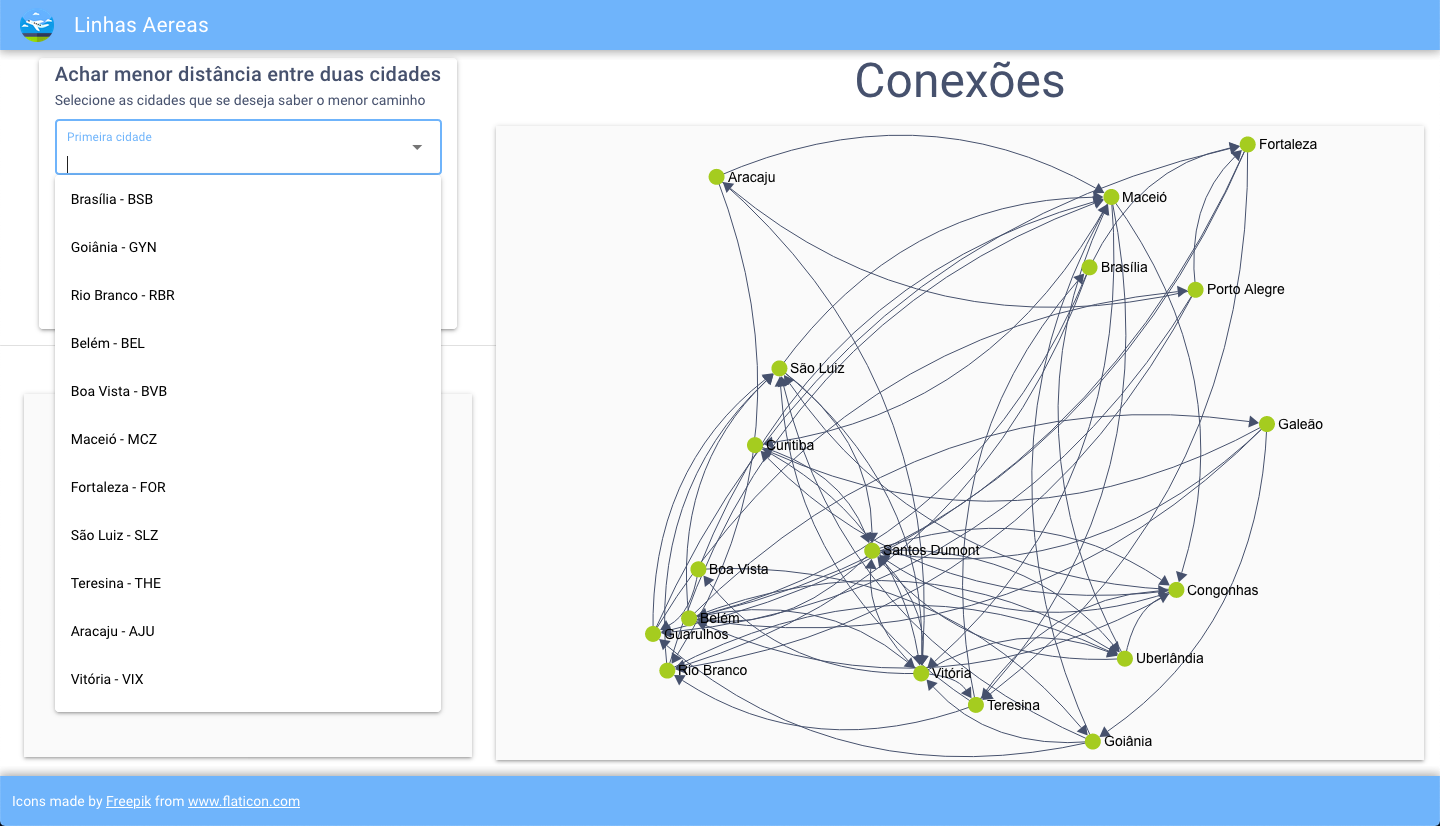 Linhas Aereas
Achar menor distância entre duas cidades
Selecione as cidades que se deseja saber o menor caminho
Primeira cidade
Brasília - BSB
Goiânia - GYN
Rio Branco - RBR
Belém - BEL
Boa Vista - BVB
Maceió - MCZ
Fortaleza - FOR
São Luiz - SLZ
Teresina - THE
Aracaju - AJU
Vitória - VIX
Conexões
Fortaleza
Aracaju
Maceió
Brasília
Porto Alegre
São Luiz
Galeão
Curitiba
Santos Dumont
Boa Vista
Congonhas
Belém
Guarulhos
Uberlândia
Rio Branco
Vitória
Teresina
Goiânia
Icons made by Freepik from www.flaticon.com